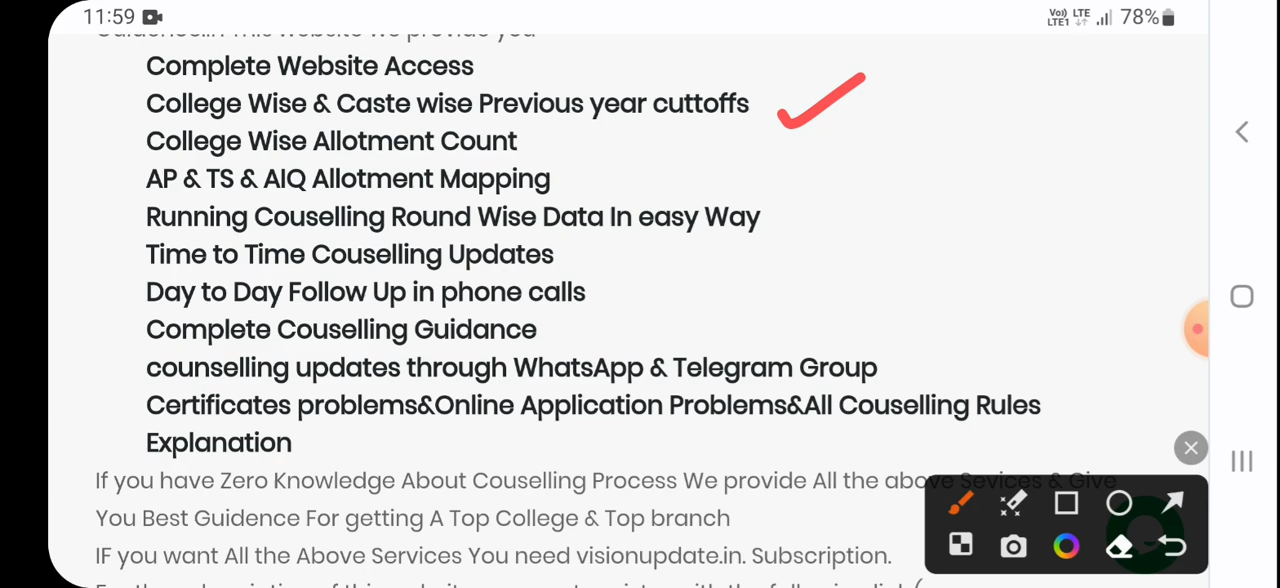 11:59
Vo)) LTE
LTE1
78%
Complete Website Access
College Wise & Caste wise Previous year cuttoffs
College Wise Allotment Count
AP & TS & AIQ Allotment Mapping
Running Couselling Round Wise Data In easy Way
Time to Time Couselling Updates
Day to Day Follow Up in phone calls
Complete Couselling Guidance
counselling updates through WhatsApp & Telegram Group
Certificates problems&Online Application Problems&All Couselling Rules
Explanation
If you have Zero Knowledge About Couselling Process We provide All the above Sevices & Give
You Best Guidence For getting A Top College & Top branch
IF you want All the Above Services You need visionupdate.in. Subscription.